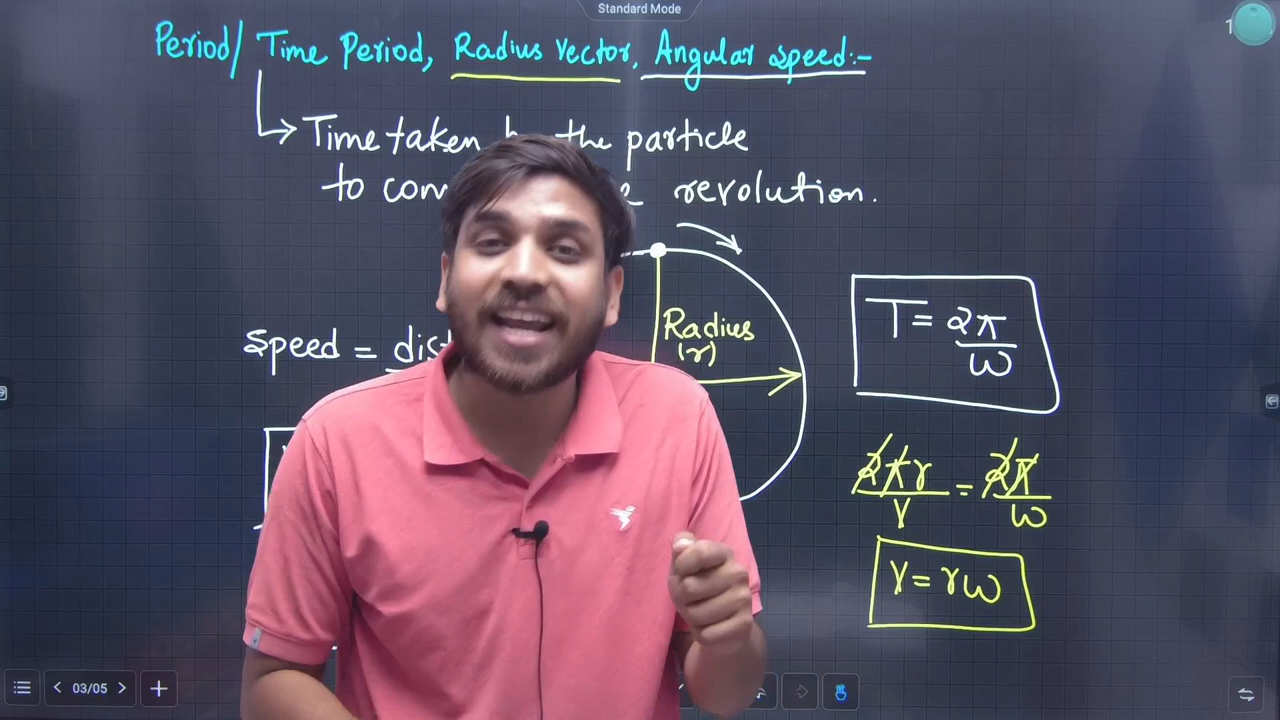 Standard Mode
Period/ Time Period, Radius Vector, Angular speed:-
Time taken the particle
to revolution.
Radius
(r)
Speed =
T = 2π/ω
2πr/v = 2π/ω
v = rω
03/05